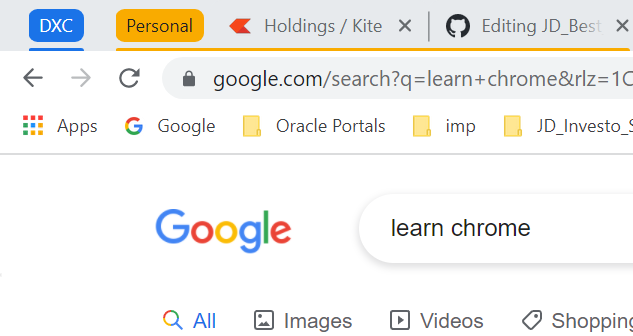 DXC Personal Holdings / Kite Editing JD_Best
google.com/search?q=learn+chrome&rlz=1C
Apps Google Oracle Portals imp JD_Investo_S
Google learn chrome
All Images Videos Shopping